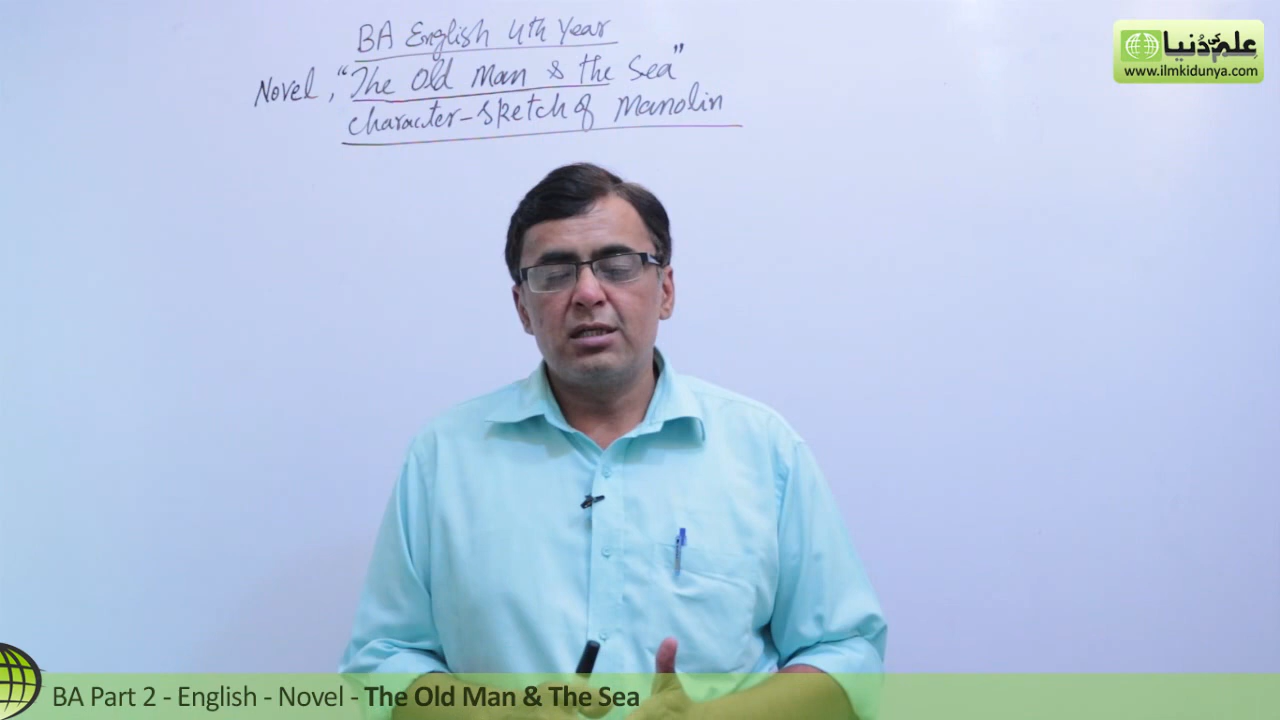 BA English 4th Year
Novel, "The Old Man & the Sea"
character-sketch of Manolin
علم کی دُنیا
www.ilmkidunya.com
BA Part 2 - English - Novel - The Old Man & The Sea